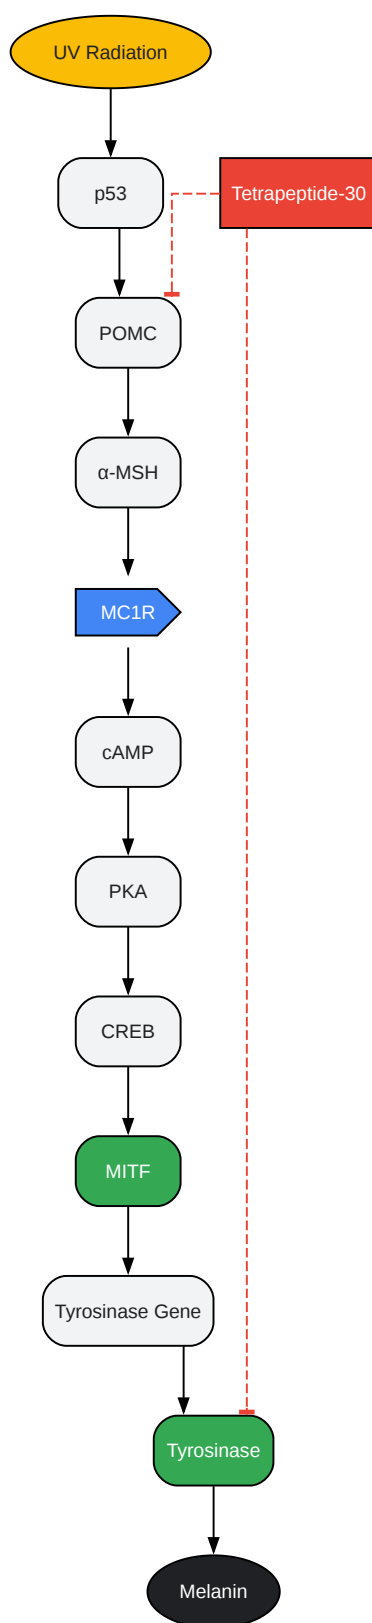 UV Radiation
p53
Tetrapeptide-30
POMC
α-MSH
MC1R
cAMP
PKA
CREB
MITF
Tyrosinase Gene
Tyrosinase
Melanin